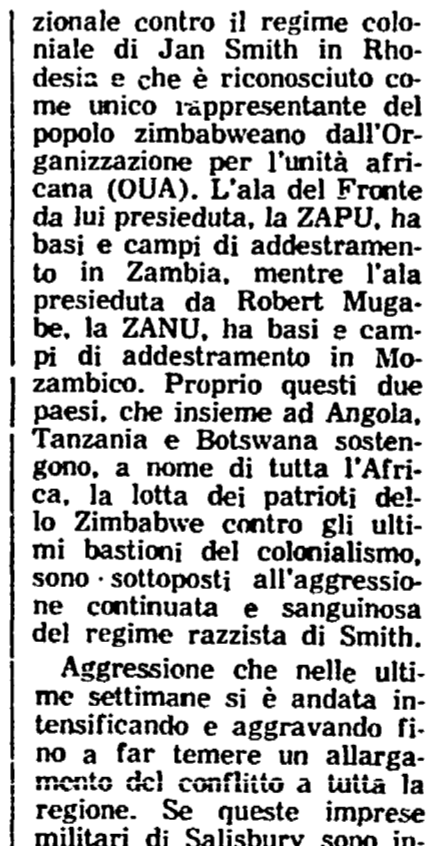 zionale contro il regime colo-
niale di Jan Smith in Rho-
desia e che è riconosciuto co-
me unico rappresentante del
popolo zimbabweano dall'Or-
ganizzazione per l'unità afri-
cana (OUA). L'ala del Fronte
da lui presieduta, la ZAPU, ha
basi e campi di addestramen-
to in Zambia, mentre l'ala
presieduta da Robert Muga-
be, la ZANU, ha basi e cam-
pi di addestramento in Mo-
zambico. Proprio questi due
paesi, che insieme ad Angola,
Tanzania e Botswana sosten-
gono, a nome di tutta l'Afri-
ca, la lotta dei patrioti del-
lo Zimbabwe contro gli ulti-
mi bastioni del colonialismo,
sono sottoposti all'aggressio-
ne continuata e sanguinosa
del regime razzista di Smith.
Aggressione che nelle ulti-
me settimane si è andata in-
tensificando e aggravando fi-
no a far temere un allarga-
mento del conflitto a tutta la
regione. Se queste imprese
militari di Salisbury sono in-